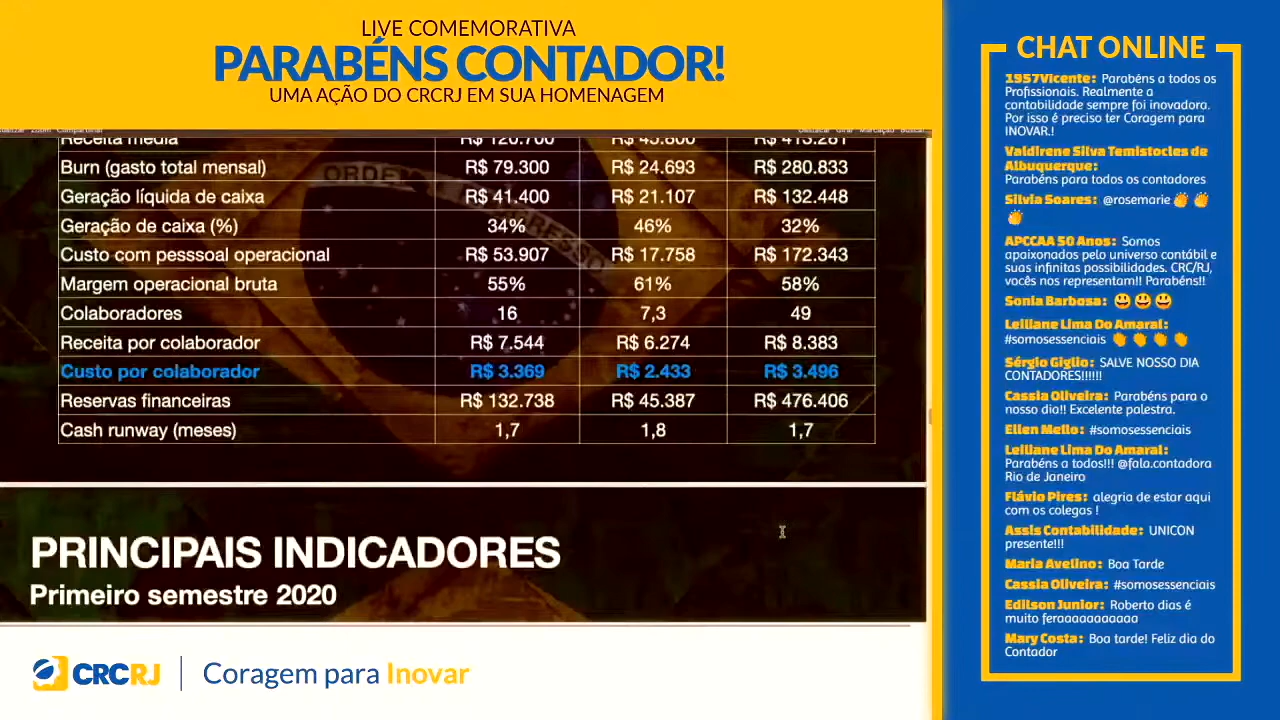 LIVE COMEMORATIVA
PARABÉNS CONTADOR!
UMA AÇÃO DO CRCRJ EM SUA HOMENAGEM
Receita média R$ 120.700 R$ 45.800 R$ 413.281
Burn (gasto total mensal) R$ 79.300 R$ 24.693 R$ 280.833
Geração líquida de caixa R$ 41.400 R$ 21.107 R$ 132.448
Geração de caixa (%) 34% 46% 32%
Custo com pesssoal operacional R$ 53.907 R$ 17.758 R$ 172.343
Margem operacional bruta 55% 61% 58%
Colaboradores 16 7,3 49
Receita por colaborador R$ 7.544 R$ 6.274 R$ 8.383
Custo por colaborador R$ 3.369 R$ 2.433 R$ 3.496
Reservas financeiras R$ 132.738 R$ 45.387 R$ 476.406
Cash runway (meses) 1,7 1,8 1,7
PRINCIPAIS INDICADORES
Primeiro semestre 2020
CRCRJ Coragem para Inovar
CHAT ONLINE
1957Vicente: Parabéns a todos os
Profissionais. Realmente a
contabilidade sempre foi inovadora.
Por isso é preciso ter Coragem para
INOVAR.!
Valdirene Silva Temistocles de
Albuquerque:
Parabéns para todos os contadores
Silvia Soares: @rosemarie 👏 👏
👏
APCCAA 50 Anos: Somos
apaixonados pelo universo contábil e
suas infinitas possibilidades. CRC/RJ,
vocês nos representam!! Parabéns!!
Sonia Barbosa: 😃 😃 😃
Leiliane Lima Do Amaral:
#somosessenciais 👏 👏 👏 👏
Sérgio Giglio: SALVE NOSSO DIA
CONTADORES!!!!!!
Cassia Oliveira: Parabéns para o
nosso dia!! Excelente palestra.
Ellen Mello: #somosessenciais
Leiliane Lima Do Amaral:
Parabéns a todos!!! @fala.contadora
Rio de Janeiro
Flávio Pires: alegria de estar aqui
com os colegas !
Assis Contabilidade: UNICON
presente!!!
Maria Avelino: Boa Tarde
Cassia Oliveira: #somosessenciais
Edilson Junior: Roberto dias é
muito feraaaaaaaaaaa
Mary Costa: Boa tarde! Feliz dia do
Contador